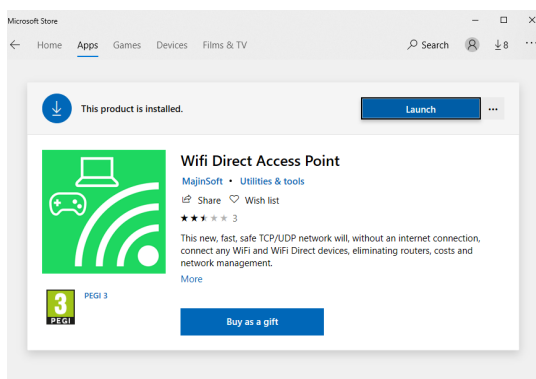 Microsoft Store
Home Apps Games Devices Films & TV Search 8
This product is installed. Launch
Wifi Direct Access Point
MajinSoft • Utilities & tools
Share Wish list
3
This new, fast, safe TCP/UDP network will, without an internet connection,
connect any WiFi and WiFi Direct devices, eliminating routers, costs and
network management.
More
3 PEGI 3
PEGI
Buy as a gift